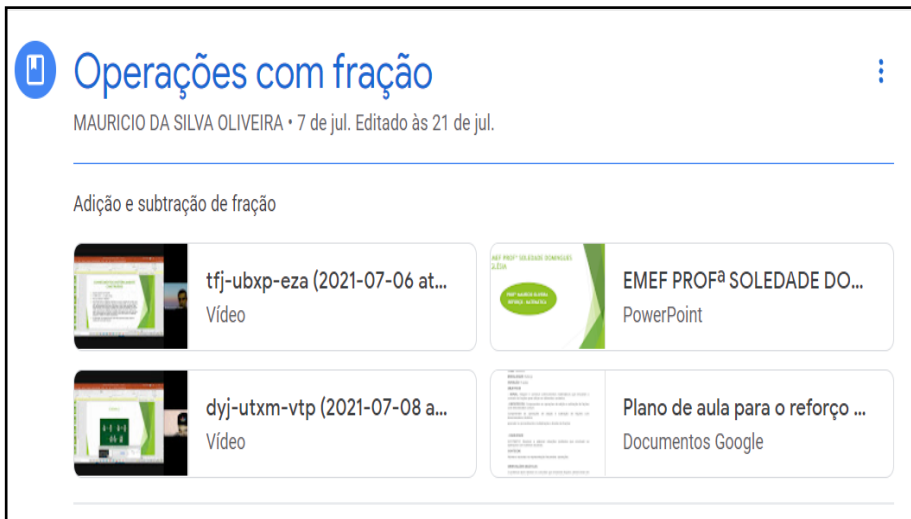 Operações com fração
MAURICIO DA SILVA OLIVEIRA • 7 de jul. Editado às 21 de jul.
Adição e subtração de fração
tfj-ubxp-eza (2021-07-06 at...
Vídeo
EMEF PROFª SOLEDADE DO...
PowerPoint
dyj-utxm-vtp (2021-07-08 a...
Vídeo
Plano de aula para o reforço ...
Documentos Google